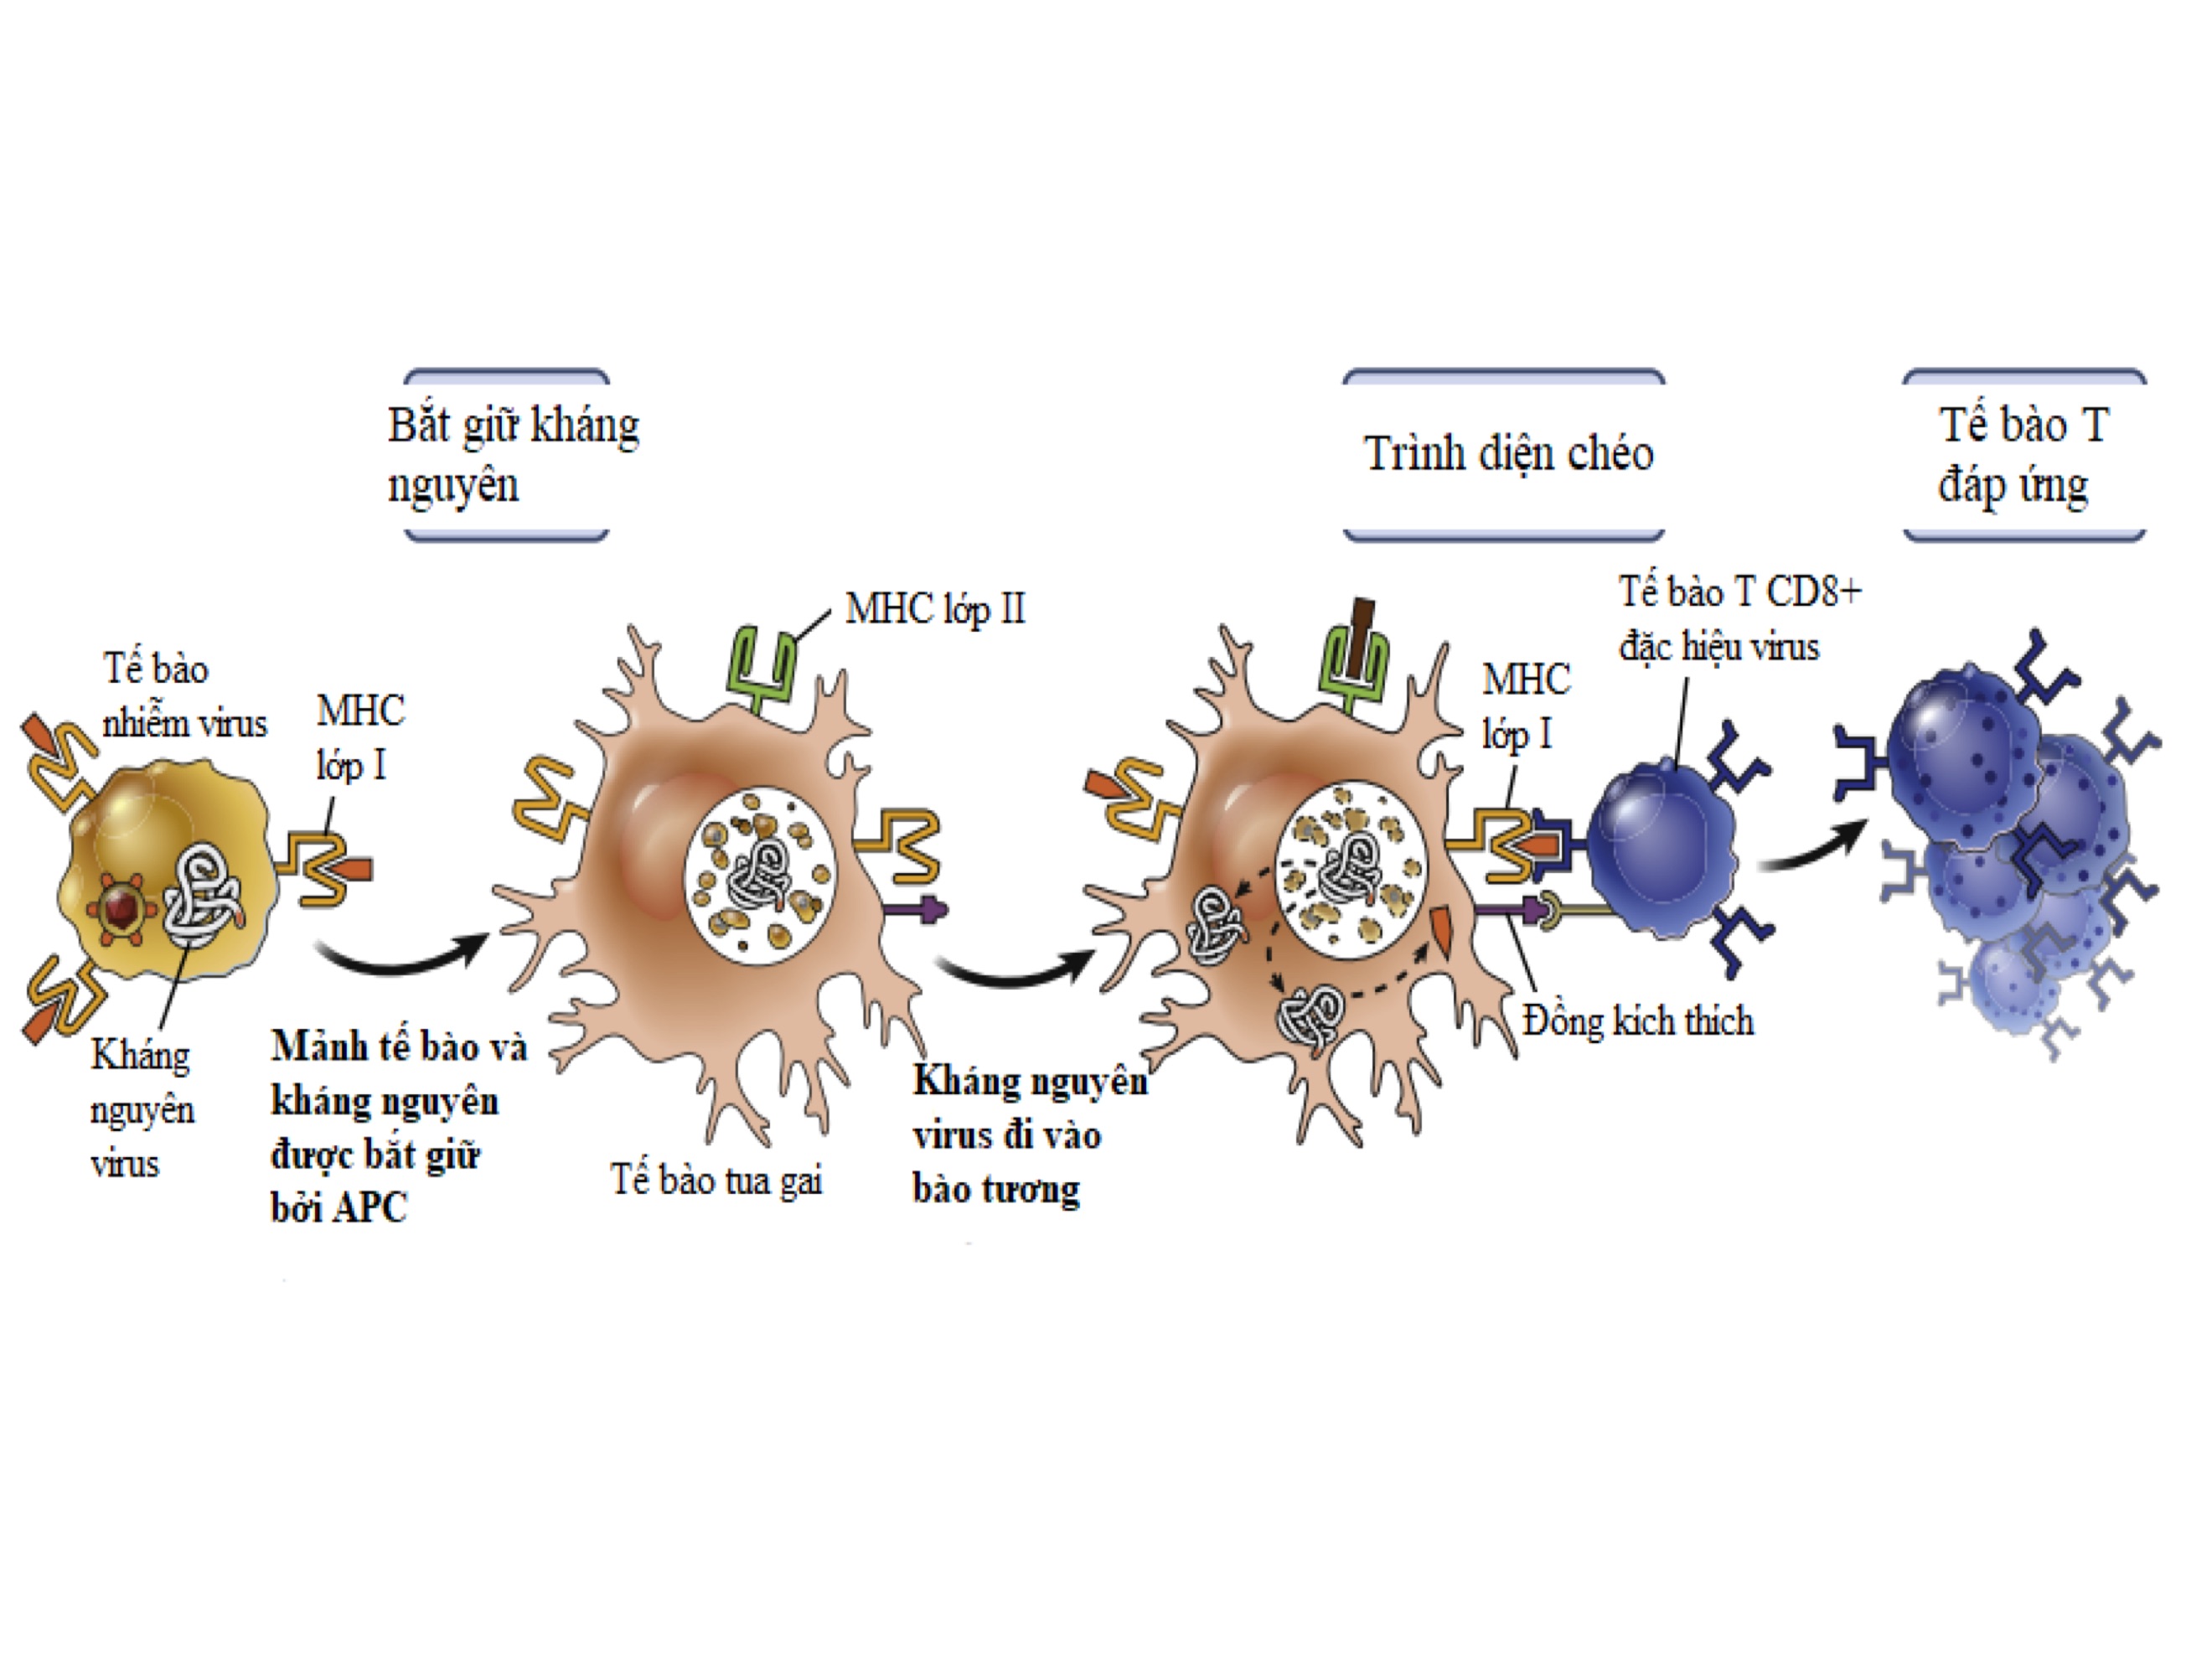 Bắt giữ kháng
nguyên
Trình diện chéo
Tế bào T
đáp ứng
Tế bào
nhiễm virus
MHC
lớp I
MHC lớp II
MHC
lớp I
Tế bào T CD8+
đặc hiệu virus
Kháng
nguyên
virus
Mảnh tế bào và
kháng nguyên
được bắt giữ
bởi APC
Tế bào tua gai
Kháng nguyên
virus đi vào
bào tương
Đồng kích thích